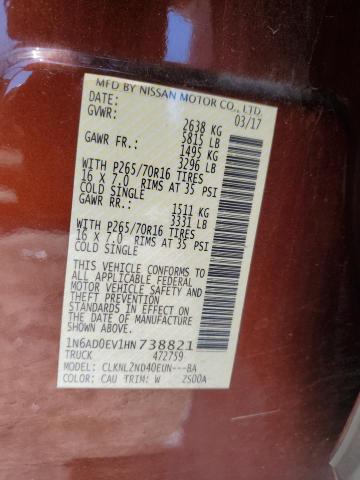 MFD BY NISSAN MOTOR CO., LTD.
DATE: 03/17
GVWR: 2638 KG
5815 LB
GAWR FR.: 1495 KG
3296 LB
WITH P265/70R16 TIRES
16 X 7.0 RIMS AT 35 PSI
COLD SINGLE
GAWR RR.: 1511 KG
3331 LB
WITH P265/70R16 TIRES
16 X 7.0 RIMS AT 35 PSI
COLD SINGLE
THIS VEHICLE CONFORMS TO
ALL APPLICABLE FEDERAL
MOTOR VEHICLE SAFETY AND
THEFT PREVENTION
STANDARDS IN EFFECT ON
THE DATE OF MANUFACTURE
SHOWN ABOVE.
1N6AD0EV1HN738821
TRUCK 472759
MODEL: CLKNL2ND40EUN---BA
COLOR: CAU TRIM: W 2S00A